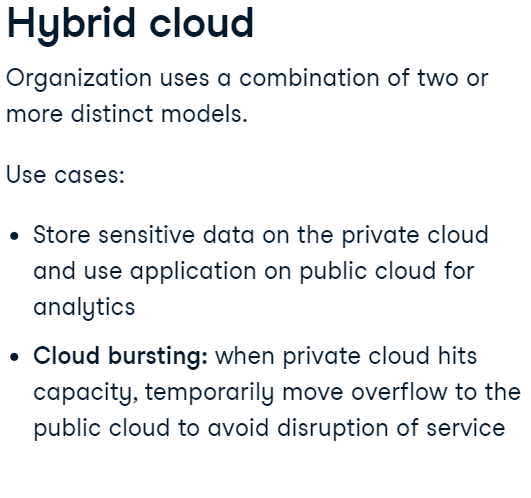 Hybrid cloud
Organization uses a combination of two or
more distinct models.
Use cases:
• Store sensitive data on the private cloud
and use application on public cloud for
analytics
• Cloud bursting: when private cloud hits
capacity, temporarily move overflow to the
public cloud to avoid disruption of service